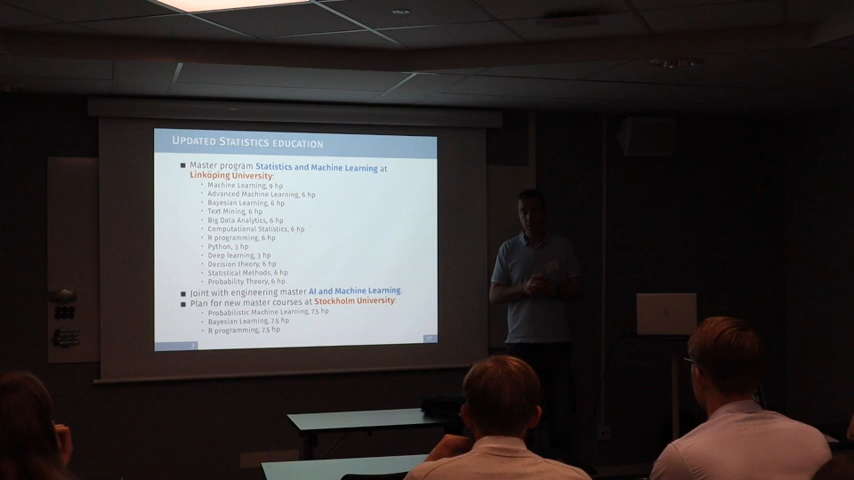 UPDATED STATISTICS EDUCATION
■ Master program Statistics and Machine Learning at
Linköping University:
• Machine Learning, 9 hp
• Advanced Machine Learning, 6 hp
• Bayesian Learning, 6 hp
• Text Mining, 6 hp
• Big Data Analytics, 6 hp
• Computational Statistics, 6 hp
• R programming, 6 hp
• Python, 3 hp
• Deep learning, 3 hp
• Decision theory, 6 hp
• Statistical Methods, 6 hp
• Probability Theory, 6 hp
■ Joint with engineering master AI and Machine Learning.
■ Plan for new master courses at Stockholm University:
• Probabilistic Machine Learning, 7.5 hp
• Bayesian Learning, 7.5 hp
• R programming, 7.5 hp